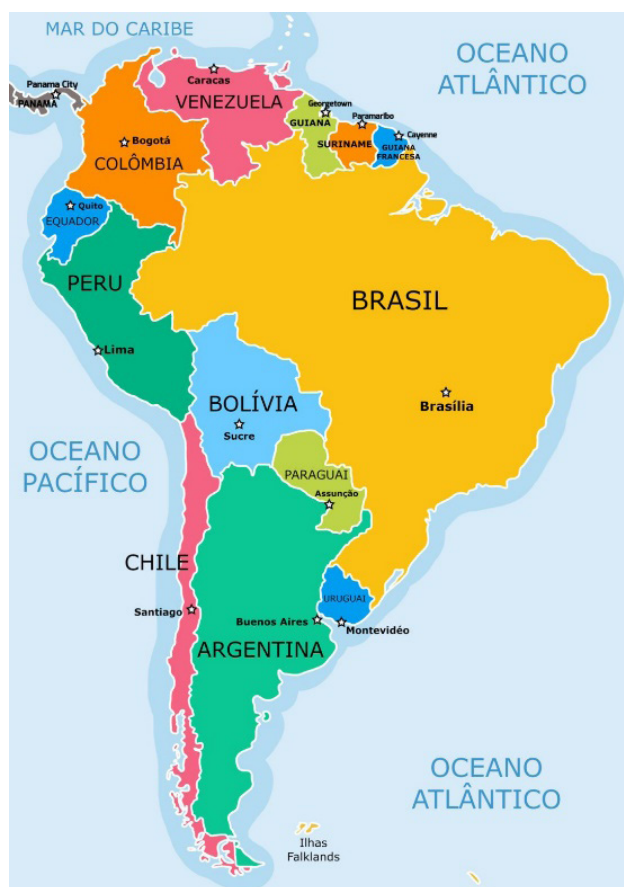 MAR DO CARIBE
OCEANO
ATLÂNTICO
Panama City
PANAMÁ
Caracas
VENEZUELA
Georgetown
GUIANA
Paramaribo
SURINAME
Cayenne
GUIANA
FRANCESA
Bogotá
COLÔMBIA
Quito
EQUADOR
PERU
Lima
BRASIL
Brasília
BOLÍVIA
Sucre
OCEANO
PACÍFICO
PARAGUAI
Assunção
CHILE
Santiago
URUGUAI
Buenos Aires
Montevidéo
ARGENTINA
OCEANO
ATLÂNTICO
Ilhas
Falklands